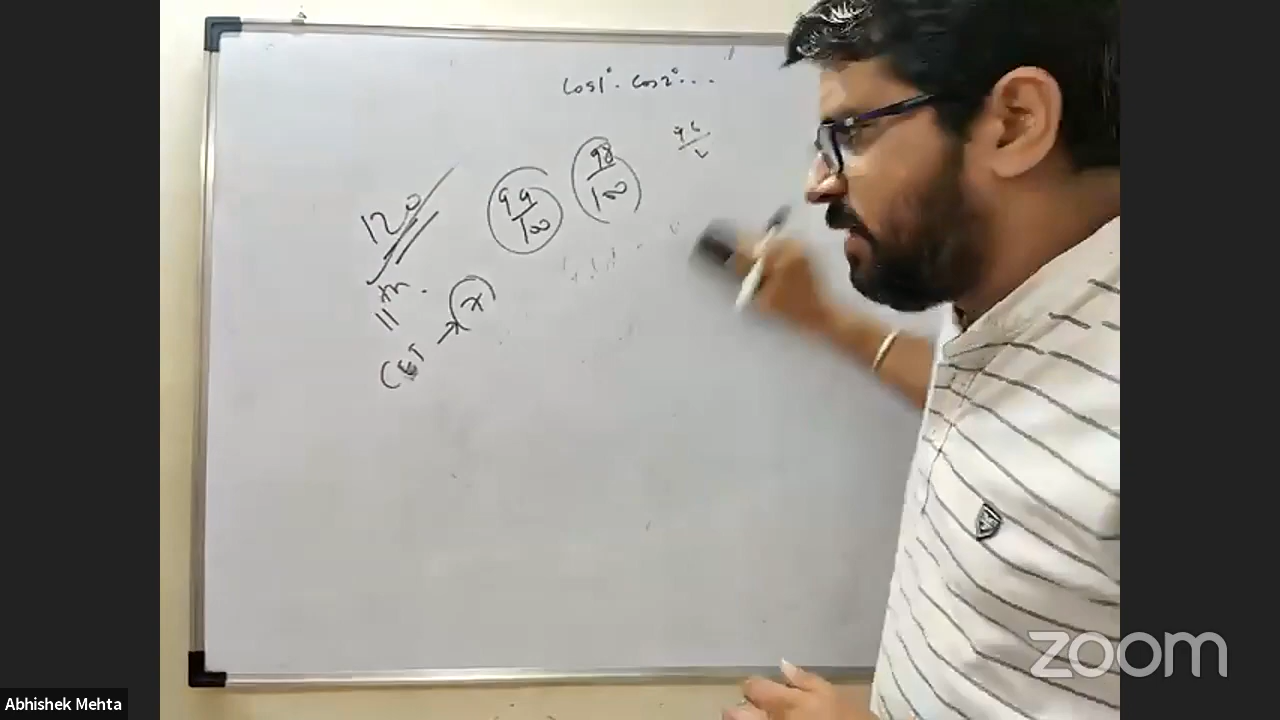 cos1°. cos2°...
99/100 98/100
120
11th.
CET → x
zoom
Abhishek Mehta